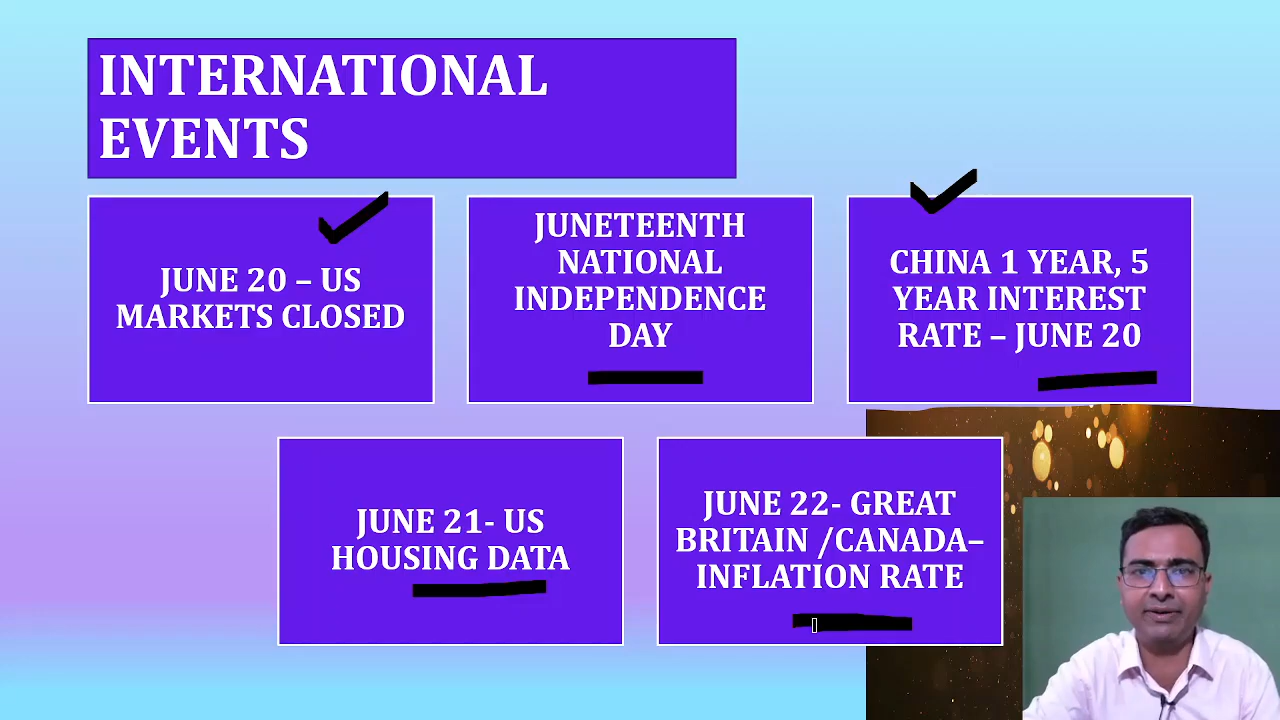 INTERNATIONAL
EVENTS
JUNE 20 – US
MARKETS CLOSED
JUNETEENTH
NATIONAL
INDEPENDENCE
DAY
CHINA 1 YEAR, 5
YEAR INTEREST
RATE – JUNE 20
JUNE 21- US
HOUSING DATA
JUNE 22- GREAT
BRITAIN /CANADA–
INFLATION RATE